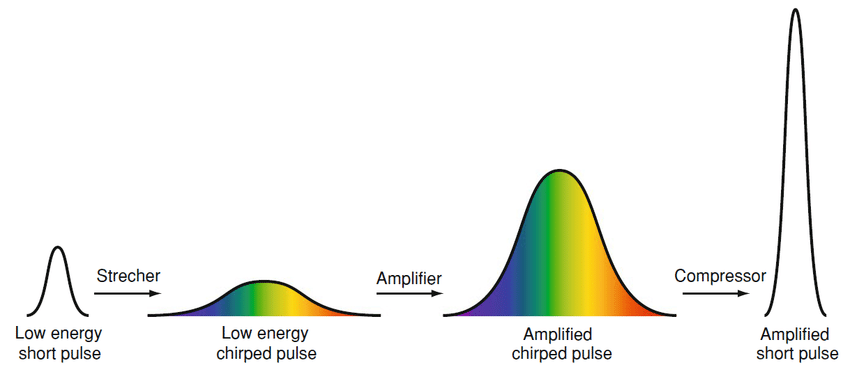 Strecher
Amplifier
Compressor
Low energy
short pulse
Low energy
chirped pulse
Amplified
chirped pulse
Amplified
short pulse